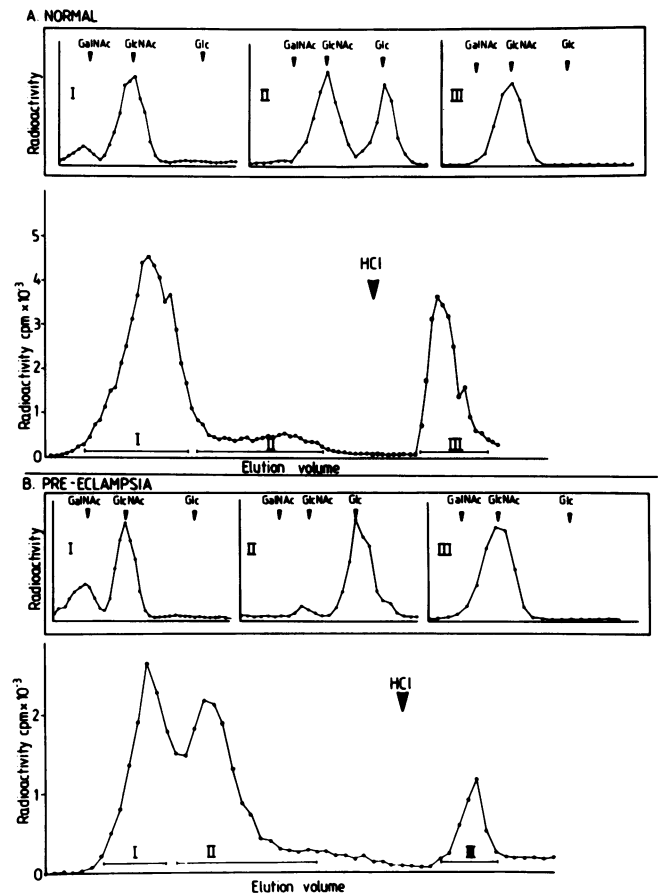 A. NORMAL
GalNAc GlcNAc Glc
GalNAc GlcNAc Glc
GalNAc GlcNAc Glc
I
II
III
Radioactivity
5
4
3
2
1
0
HCl
Radioactivity cpm×10⁻³
I
II
III
Elution volume
B. PRE-ECLAMPSIA
GalNAc GlcNAc Glc
GalNAc GlcNAc Glc
GalNAc GlcNAc Glc
I
II
III
Radioactivity
2
1
0
HCl
Radioactivity cpm×10⁻³
I
II
III
Elution volume